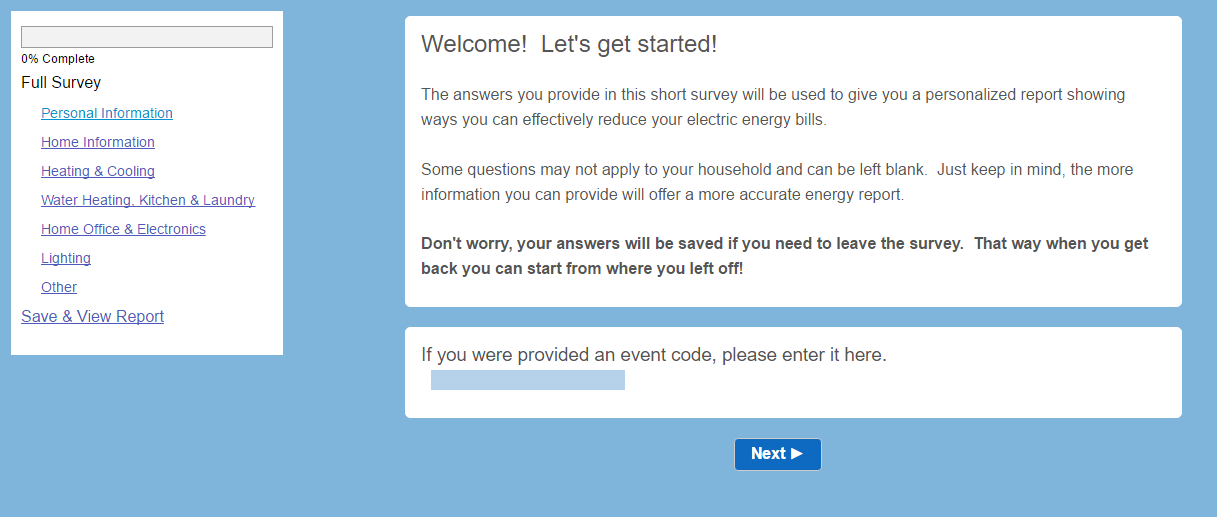 0% Complete
Full Survey
Personal Information
Home Information
Heating & Cooling
Water Heating, Kitchen & Laundry
Home Office & Electronics
Lighting
Other
Save & View Report
Welcome!  Let's get started!
The answers you provide in this short survey will be used to give you a personalized report showing
ways you can effectively reduce your electric energy bills.
Some questions may not apply to your household and can be left blank.  Just keep in mind, the more
information you can provide will offer a more accurate energy report.
Don't worry, your answers will be saved if you need to leave the survey.  That way when you get
back you can start from where you left off!
If you were provided an event code, please enter it here.
Next ►